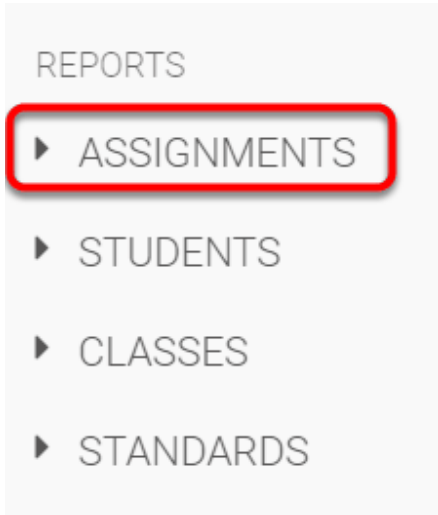 REPORTS
ASSIGNMENTS
STUDENTS
CLASSES
STANDARDS